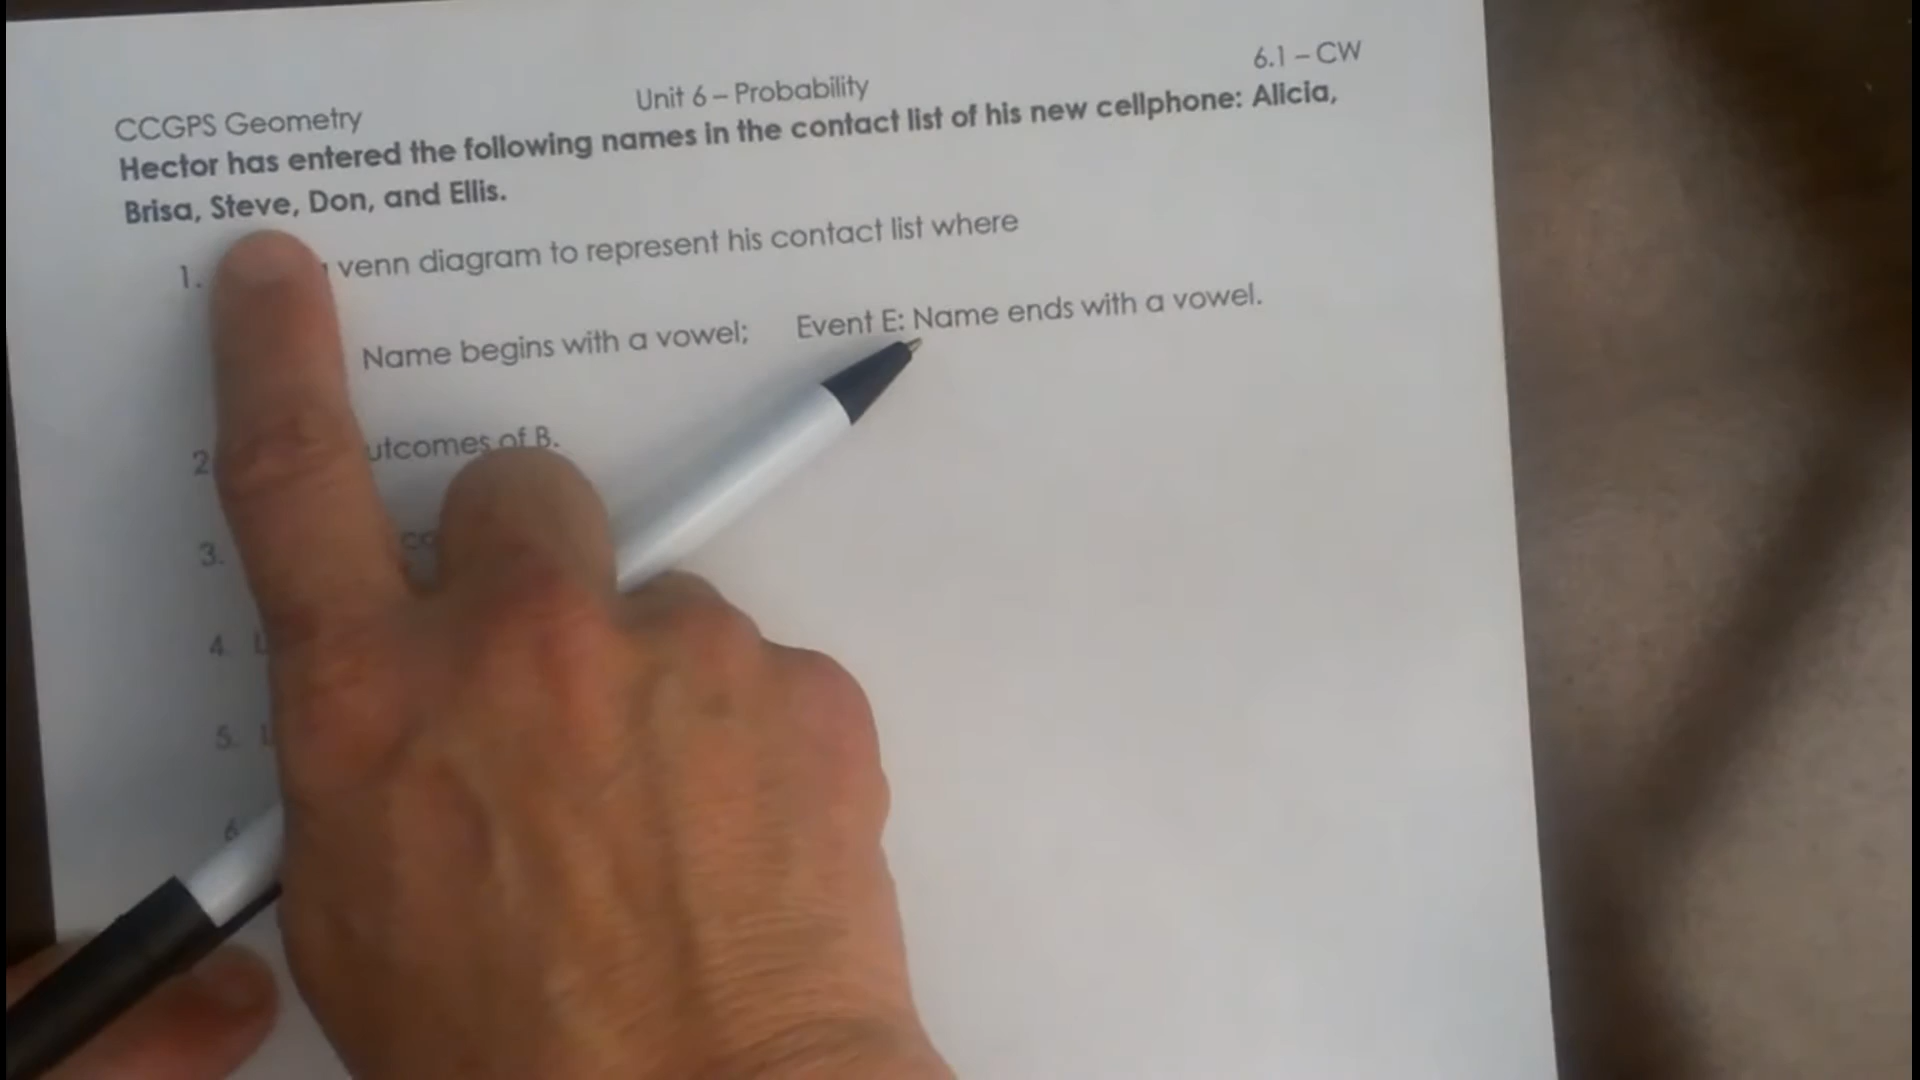 6.1 – CW
Unit 6 – Probability
CCGPS Geometry
Hector has entered the following names in the contact list of his new cellphone: Alicia,
Brisa, Steve, Don, and Ellis.
1. venn diagram to represent his contact list where
Name begins with a vowel; Event E: Name ends with a vowel.
2 of B.
3.
4.
5.
6